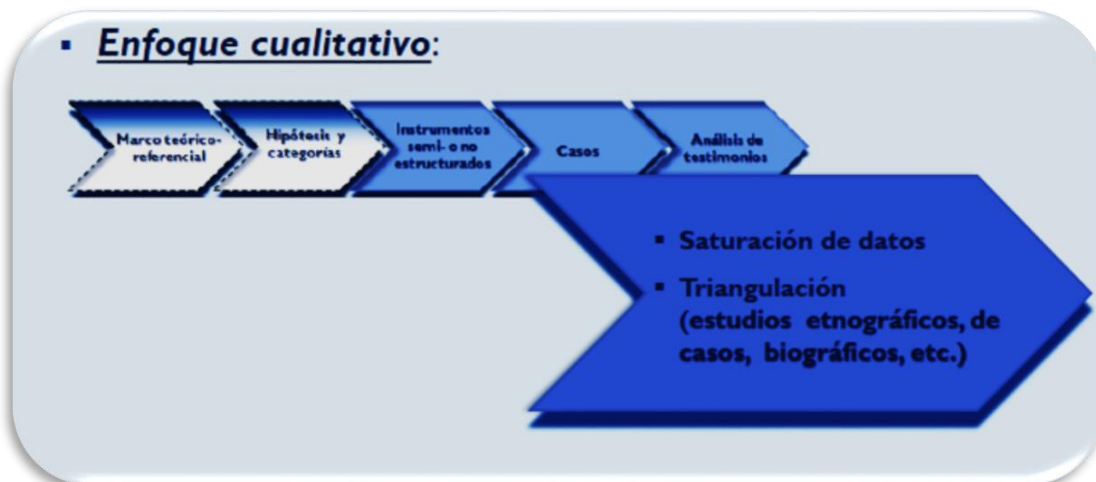 ▪ Enfoque cualitativo:
Marco teórico-
referencial
Hipótesis y
categorías
Instrumentos
semi- o no
estructurados
Casos
Análisis de
testimonios
▪ Saturación de datos
▪ Triangulación
(estudios etnográficos, de
casos, biográficos, etc.)